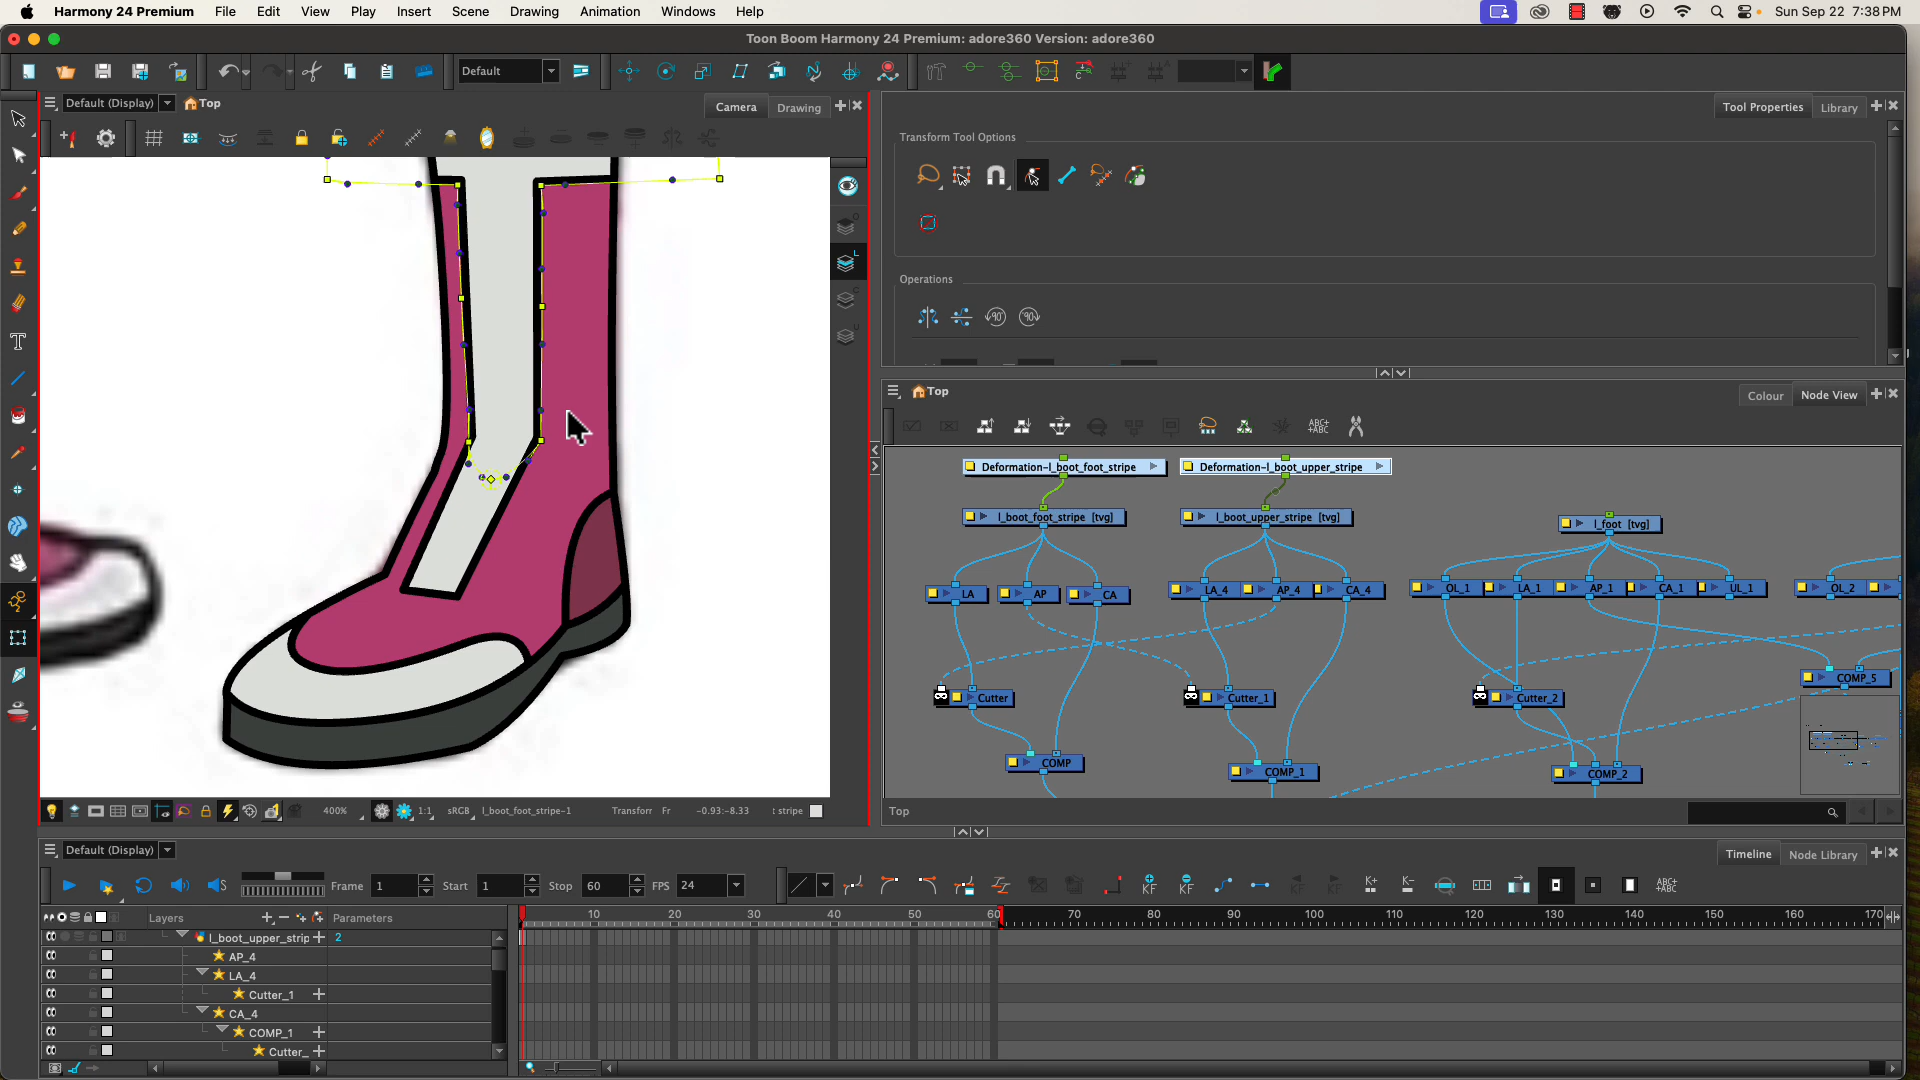 Harmony 24 Premium File Edit View Play Insert Scene Drawing Animation Windows Help Sun Sep 22 7:38 PM
Toon Boom Harmony 24 Premium: adore360 Version: adore360
Default
Default (Display) Top Camera Drawing
Tool Properties Library
Transform Tool Options
Operations
Top Colour Node View
Deformation-l_boot_foot_stripe Deformation-l_boot_upper_stripe
l_boot_foot_stripe [tvg] l_boot_upper_stripe [tvg] l_foot [tvg]
LA AP CA LA_4 AP_4 CA_4 OL_1 LA_1 AP_1 CA_1 UL_1 OL_2
COMP_5
Cutter Cutter_1 Cutter_2
COMP COMP_1 COMP_2
400% 1:1 sRGB l_boot_foot_stripe-1 Transforr Fr -0.93:-8.33 : stripe
Top
Default (Display) Timeline Node Library
Frame 1 Start 1 Stop 60 FPS 24
Layers Parameters 10 20 30 40 50 60 70 80 90 100 110 120 130 140 150 160 170
l_boot_upper_strip 2
AP_4
LA_4
Cutter_1
CA_4
COMP_1
Cutter_